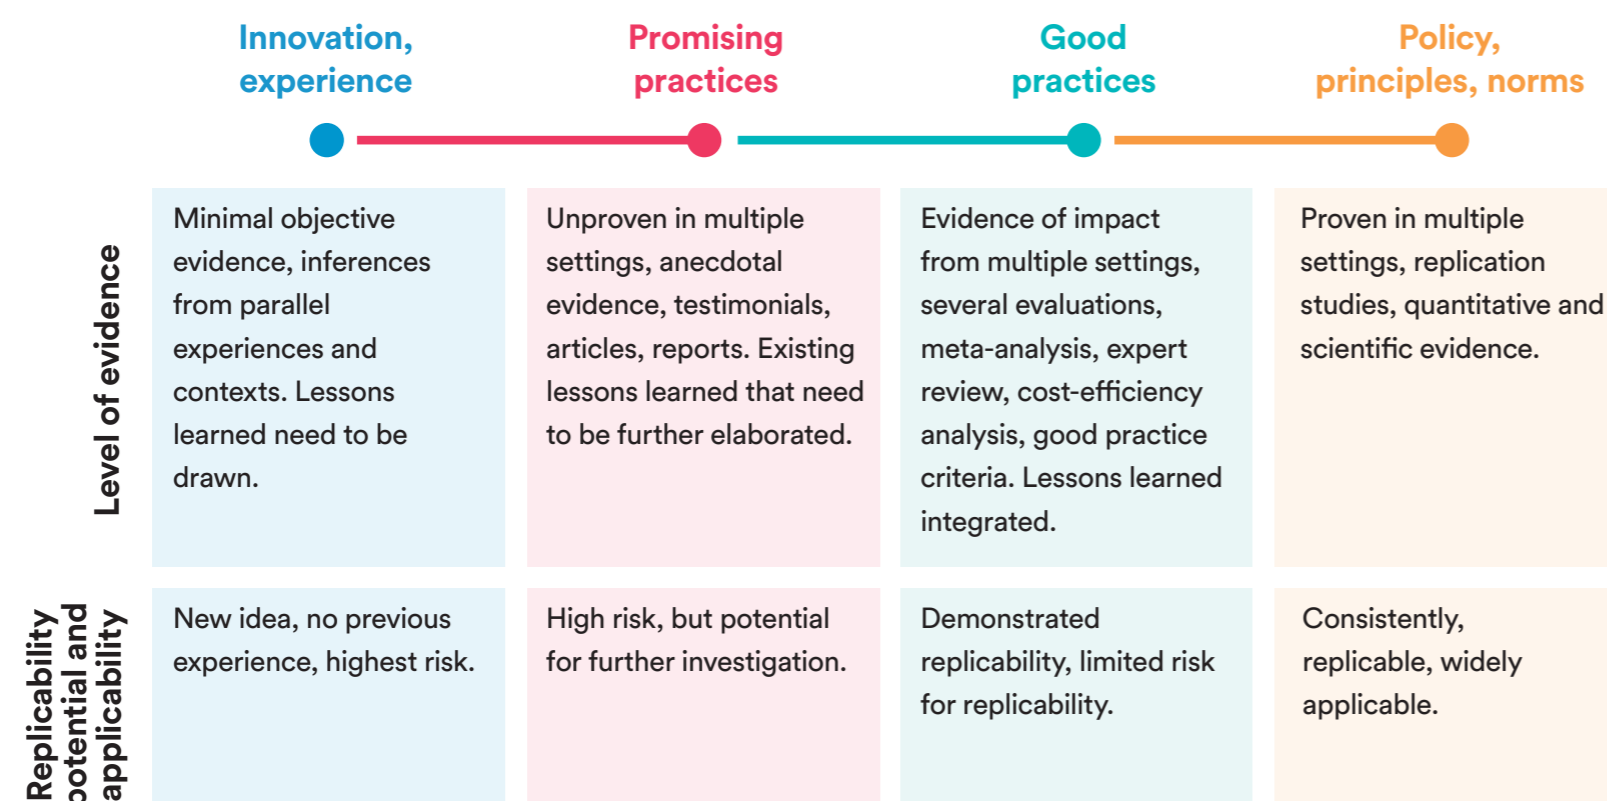 Innovation,
experience
Promising
practices
Good
practices
Policy,
principles, norms
Level of evidence
Minimal objective
evidence, inferences
from parallel
experiences and
contexts. Lessons
learned need to be
drawn.
Unproven in multiple
settings, anecdotal
evidence, testimonials,
articles, reports. Existing
lessons learned that need
to be further elaborated.
Evidence of impact
from multiple settings,
several evaluations,
meta-analysis, expert
review, cost-efficiency
analysis, good practice
criteria. Lessons learned
integrated.
Proven in multiple
settings, replication
studies, quantitative and
scientific evidence.
Replicability
potential and
applicability
New idea, no previous
experience, highest risk.
High risk, but potential
for further investigation.
Demonstrated
replicability, limited risk
for replicability.
Consistently,
replicable, widely
applicable.